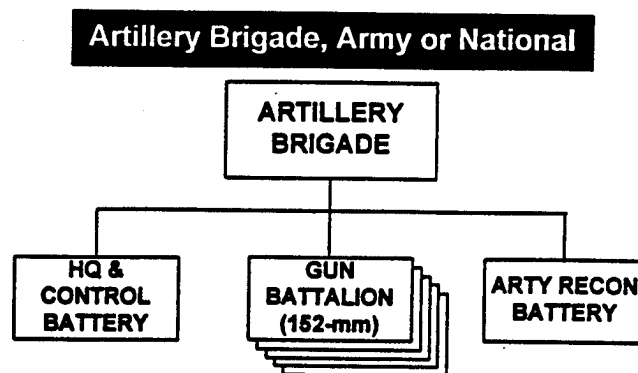 Artillery Brigade, Army or National
ARTILLERY
BRIGADE
HQ &
CONTROL
BATTERY
GUN
BATTALION
(152-mm)
ARTY RECON
BATTERY